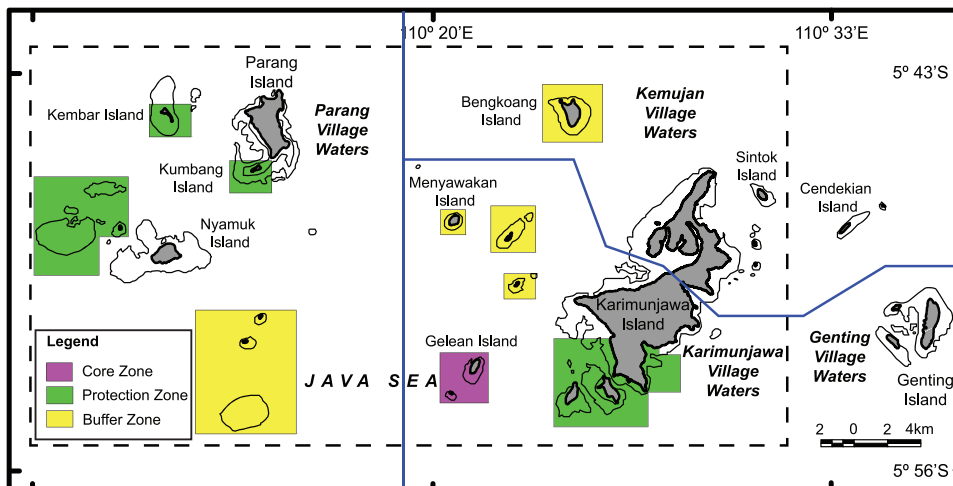 110º 20'E
110º 33'E
5º 43'S
Parang
Island
Kembar Island
Parang
Village
Waters
Bengkoang
Island
Kemujan
Village
Waters
Kumbang
Island
Menyawakan
Island
Sintok
Island
Cendekian
Island
Nyamuk
Island
Karimunjawa
Island
Legend
Core Zone
Protection Zone
Buffer Zone
Gelean Island
JAVA SEA
Karimunjawa
Village
Waters
Genting
Village
Waters
Genting
Island
2 0 2 4km
5º 56'S